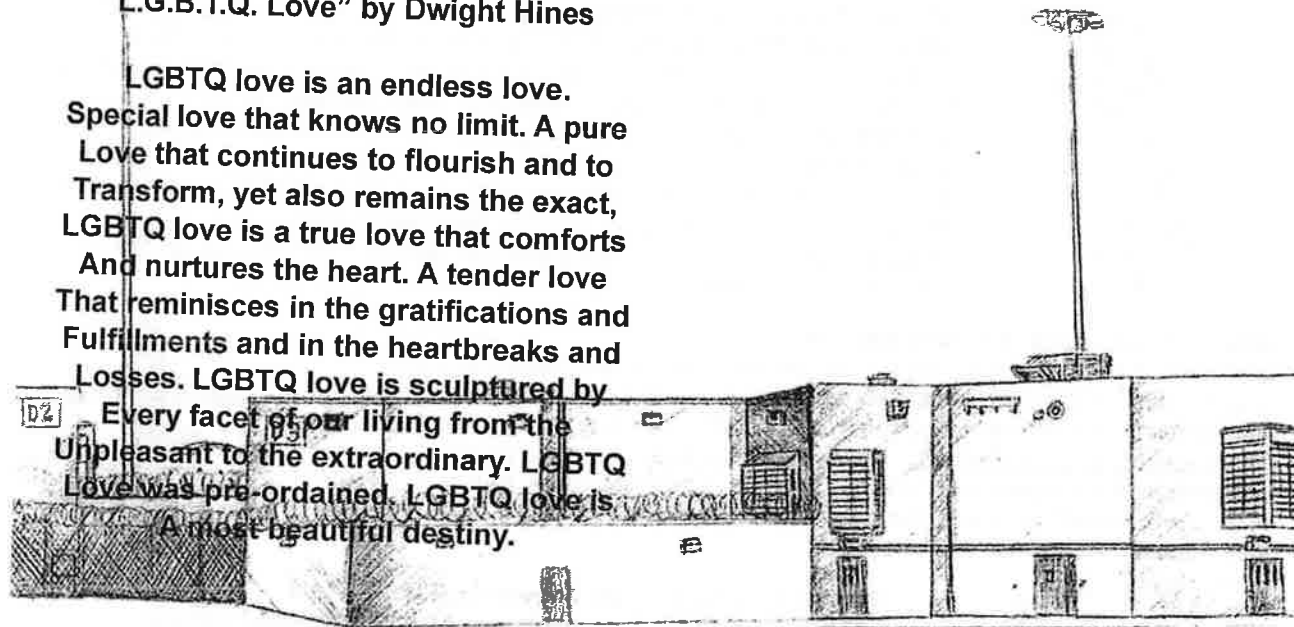 L.G.B.T.Q. Love” by Dwight Hines
LGBTQ love is an endless love.
Special love that knows no limit. A pure
Love that continues to flourish and to
Transform, yet also remains the exact,
LGBTQ love is a true love that comforts
And nurtures the heart. A tender love
That reminisces in the gratifications and
Fulfillments and in the heartbreaks and
Losses. LGBTQ love is sculptured by
Every facet of our living from the
Unpleasant to the extraordinary. LGBTQ
Love was pre-ordained. LGBTQ love is
A most beautiful destiny.
D2